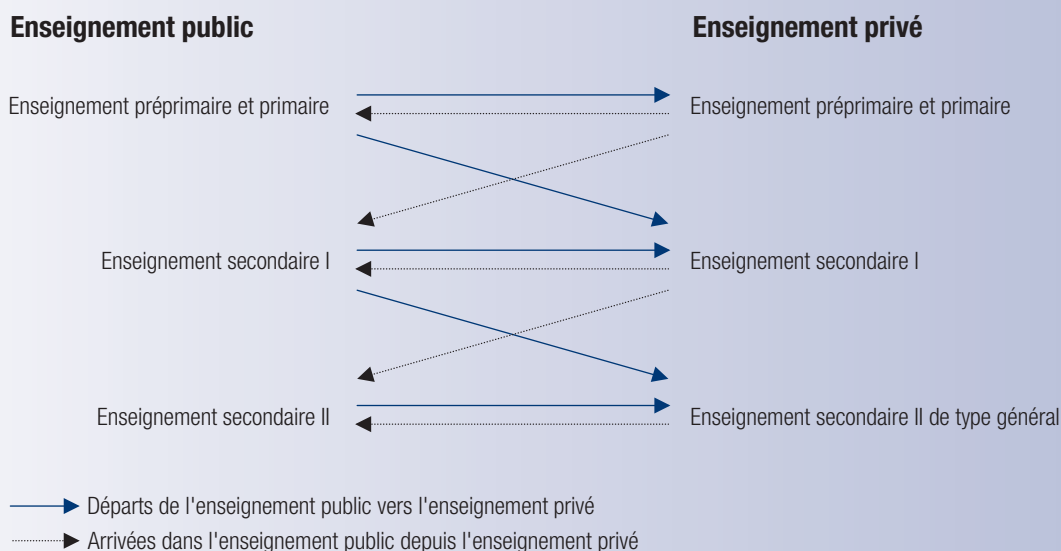 Enseignement public Enseignement privé
Enseignement préprimaire et primaire Enseignement préprimaire et primaire
Enseignement secondaire I Enseignement secondaire I
Enseignement secondaire II Enseignement secondaire II de type général
Départs de l'enseignement public vers l'enseignement privé
Arrivées dans l'enseignement public depuis l'enseignement privé